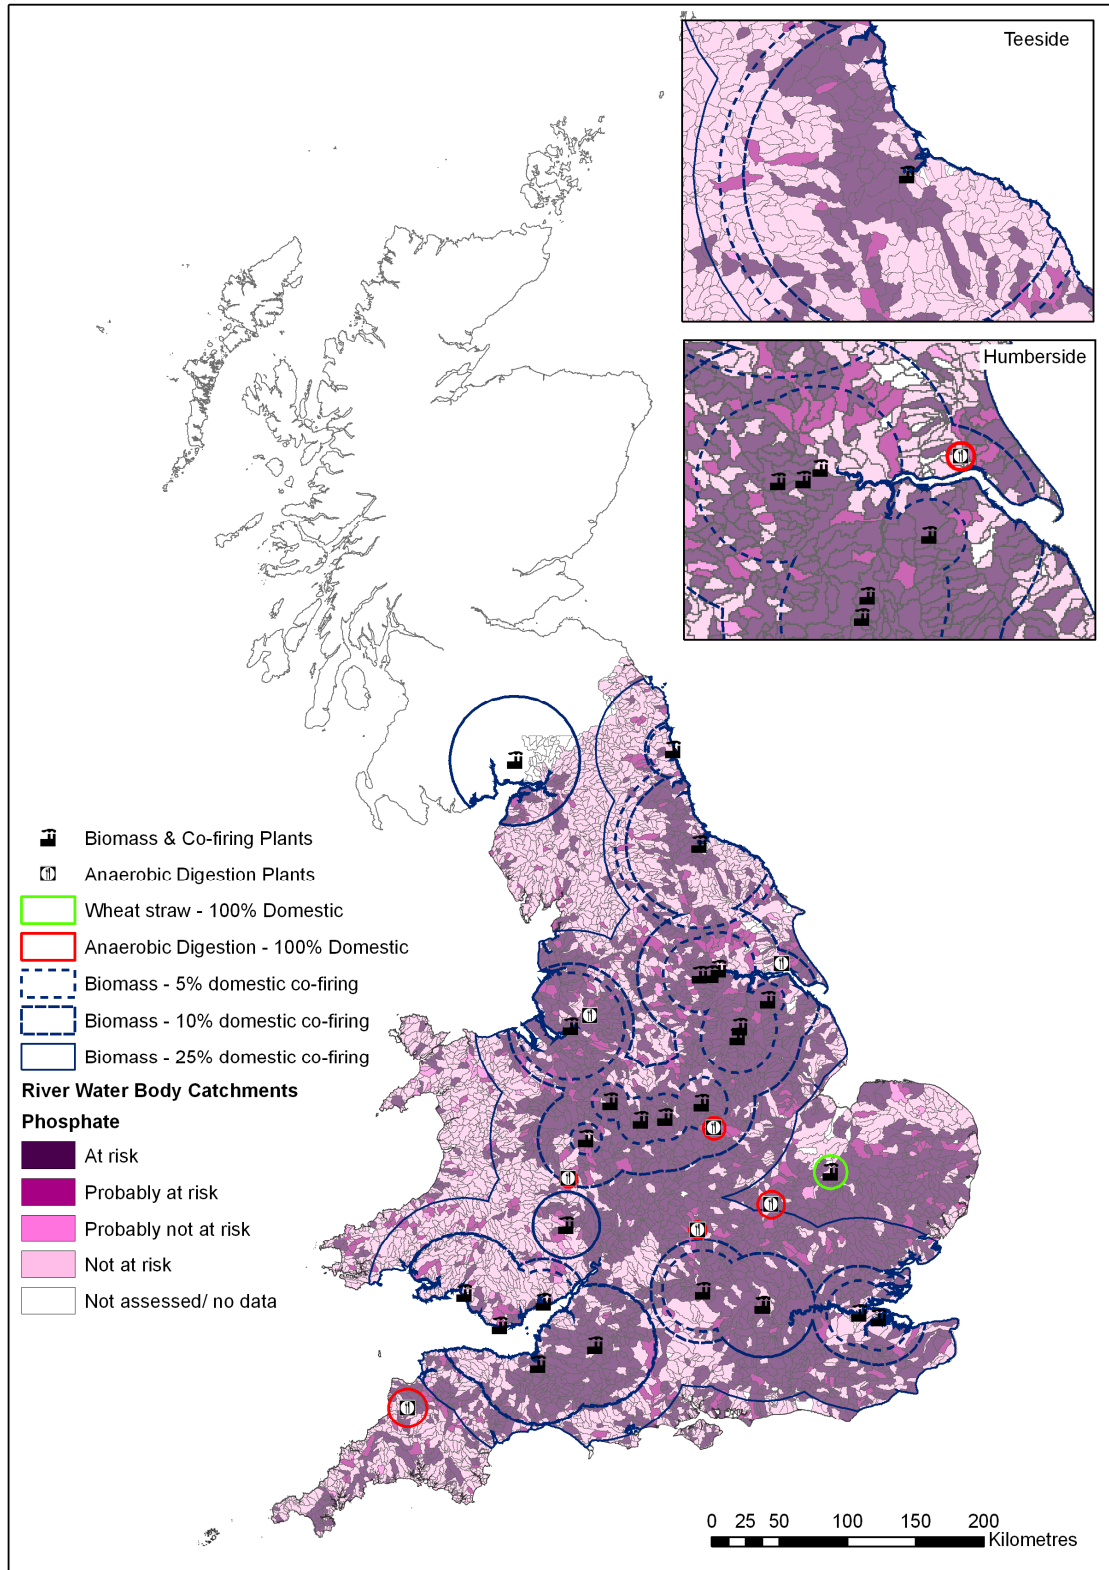 Teeside
Humberside
Biomass & Co-firing Plants
Anaerobic Digestion Plants
Wheat straw - 100% Domestic
Anaerobic Digestion - 100% Domestic
Biomass - 5% domestic co-firing
Biomass - 10% domestic co-firing
Biomass - 25% domestic co-firing
River Water Body Catchments
Phosphate
At risk
Probably at risk
Probably not at risk
Not at risk
Not assessed/ no data
0 25 50 100 150 200
Kilometres